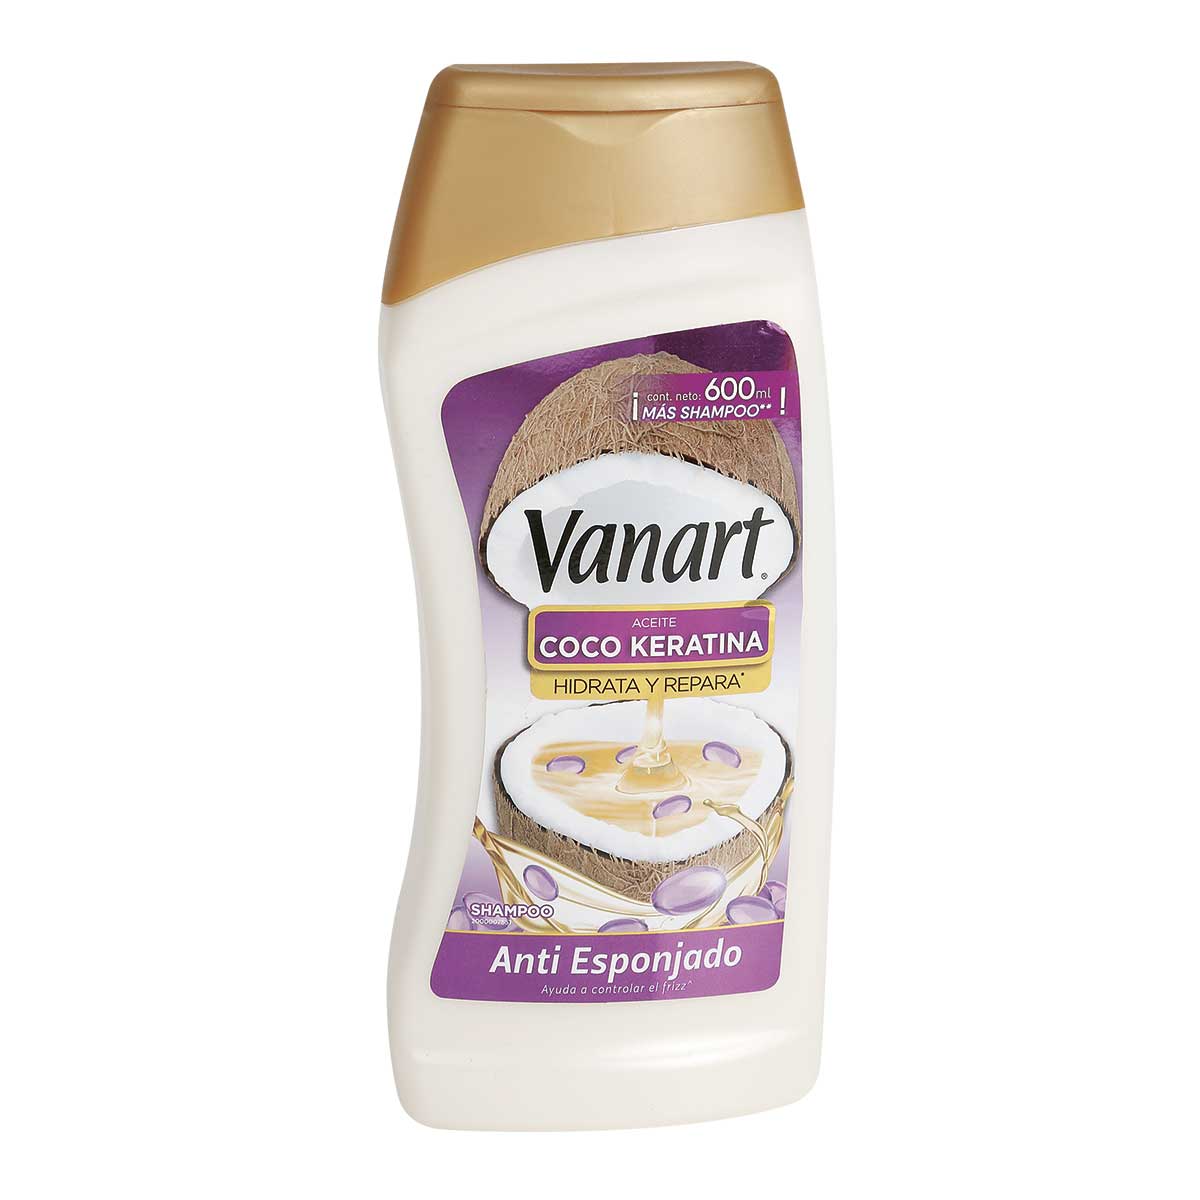 cont. neto: 600ml
¡MÁS SHAMPOO**!
Vanart®
ACEITE
COCO KERATINA
HIDRATA Y REPARA*
SHAMPOO
Anti Esponjado
Ayuda a controlar el frizz^